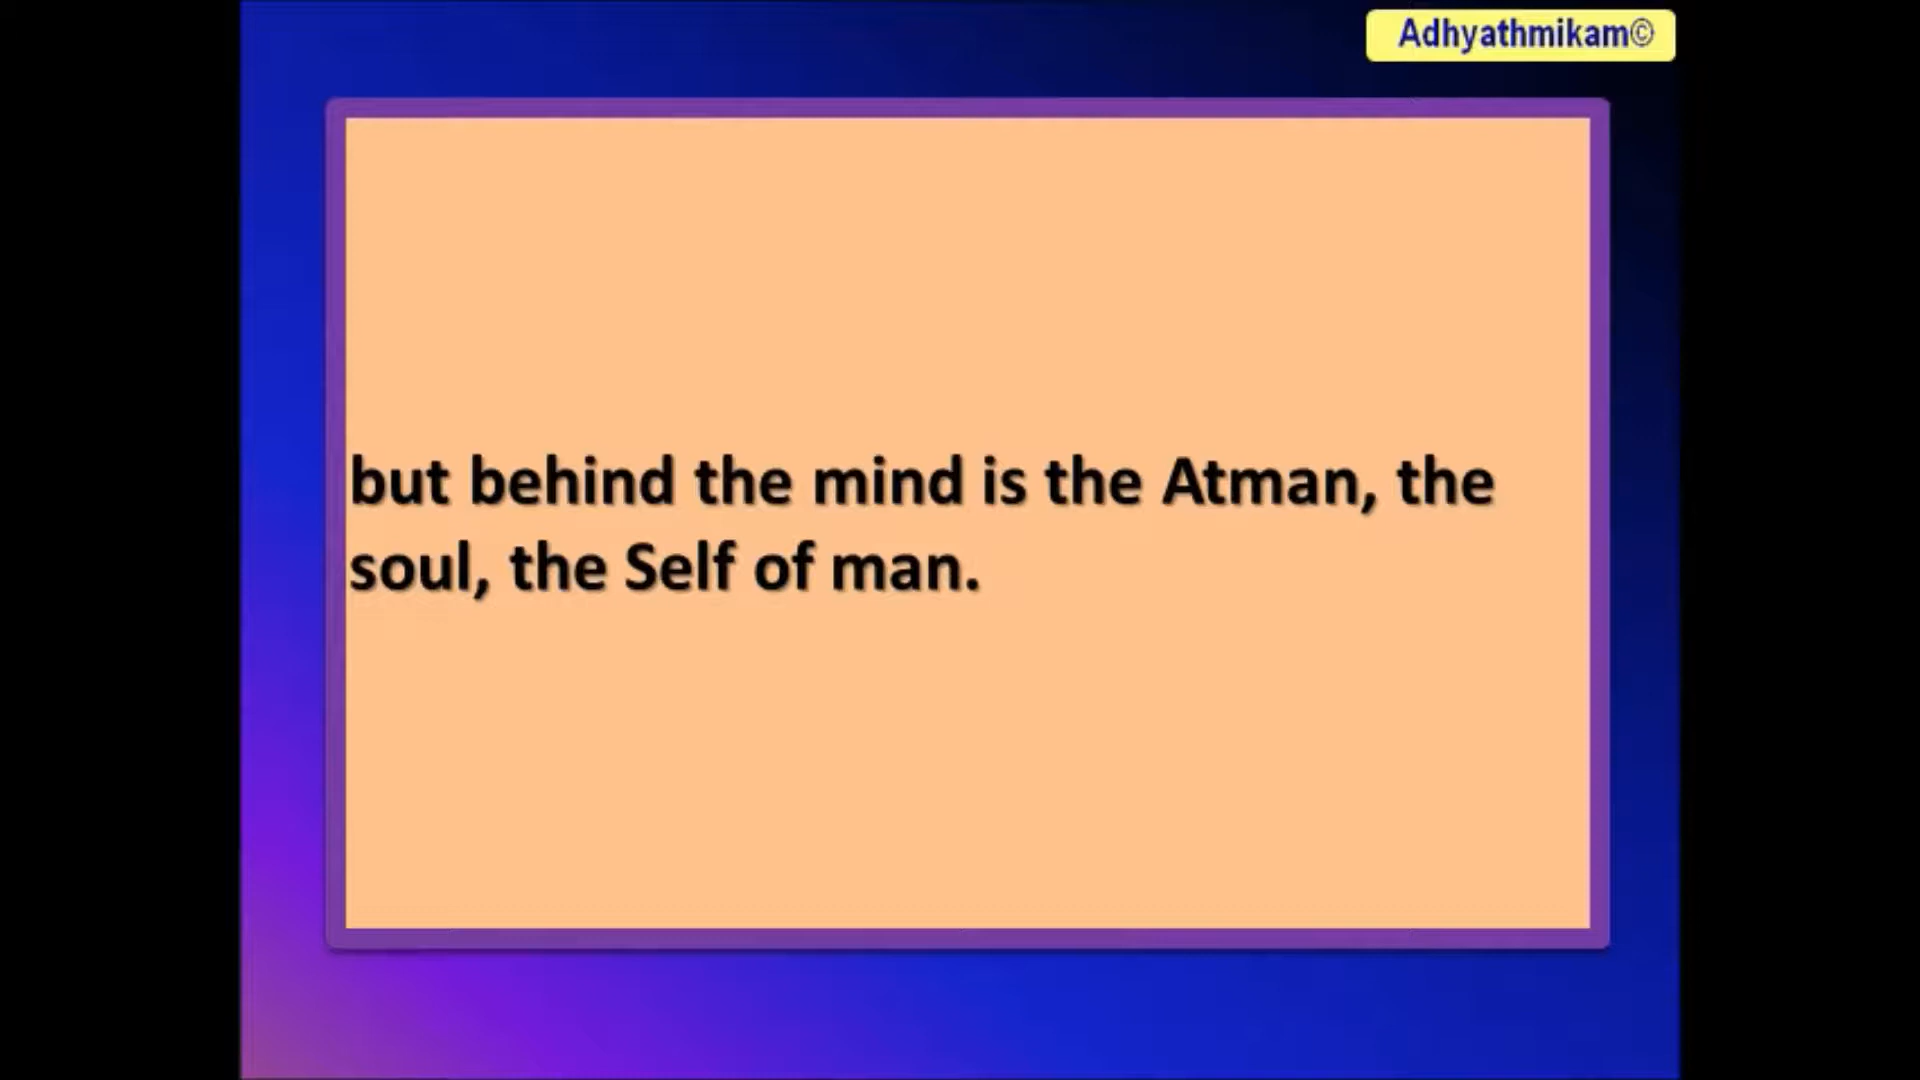 Adhyathmikam©
but behind the mind is the Atman, the
soul, the Self of man.